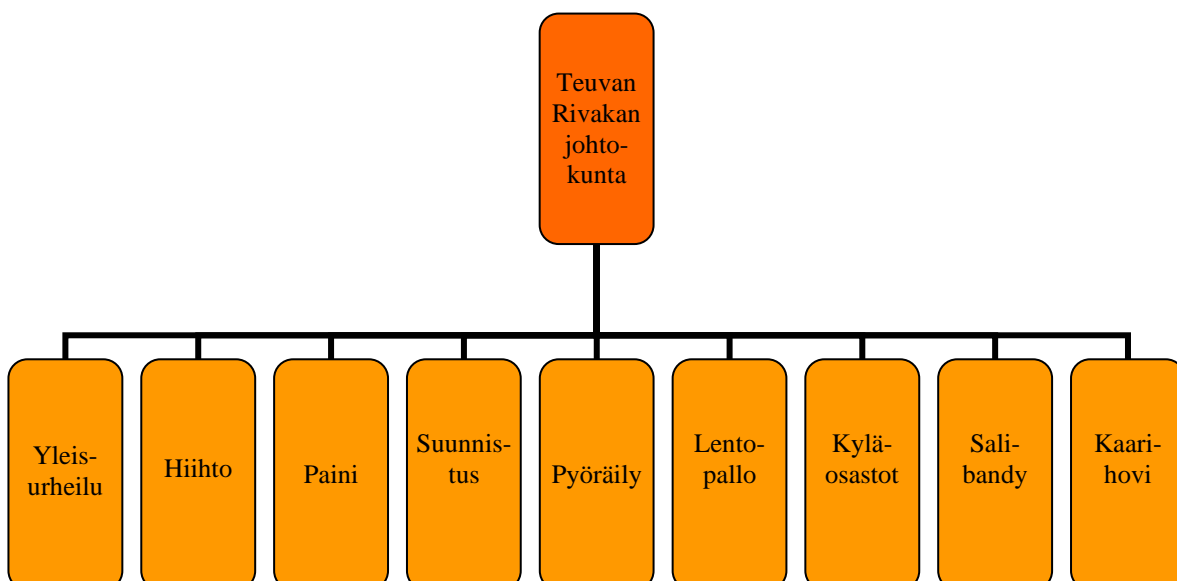 Teuvan
Rivakan
johto-
kunta
Yleis-
urheilu
Hiihto
Paini
Suunnis-
tus
Pyöräily
Lento-
pallo
Kylä-
osastot
Sali-
bandy
Kaari-
hovi